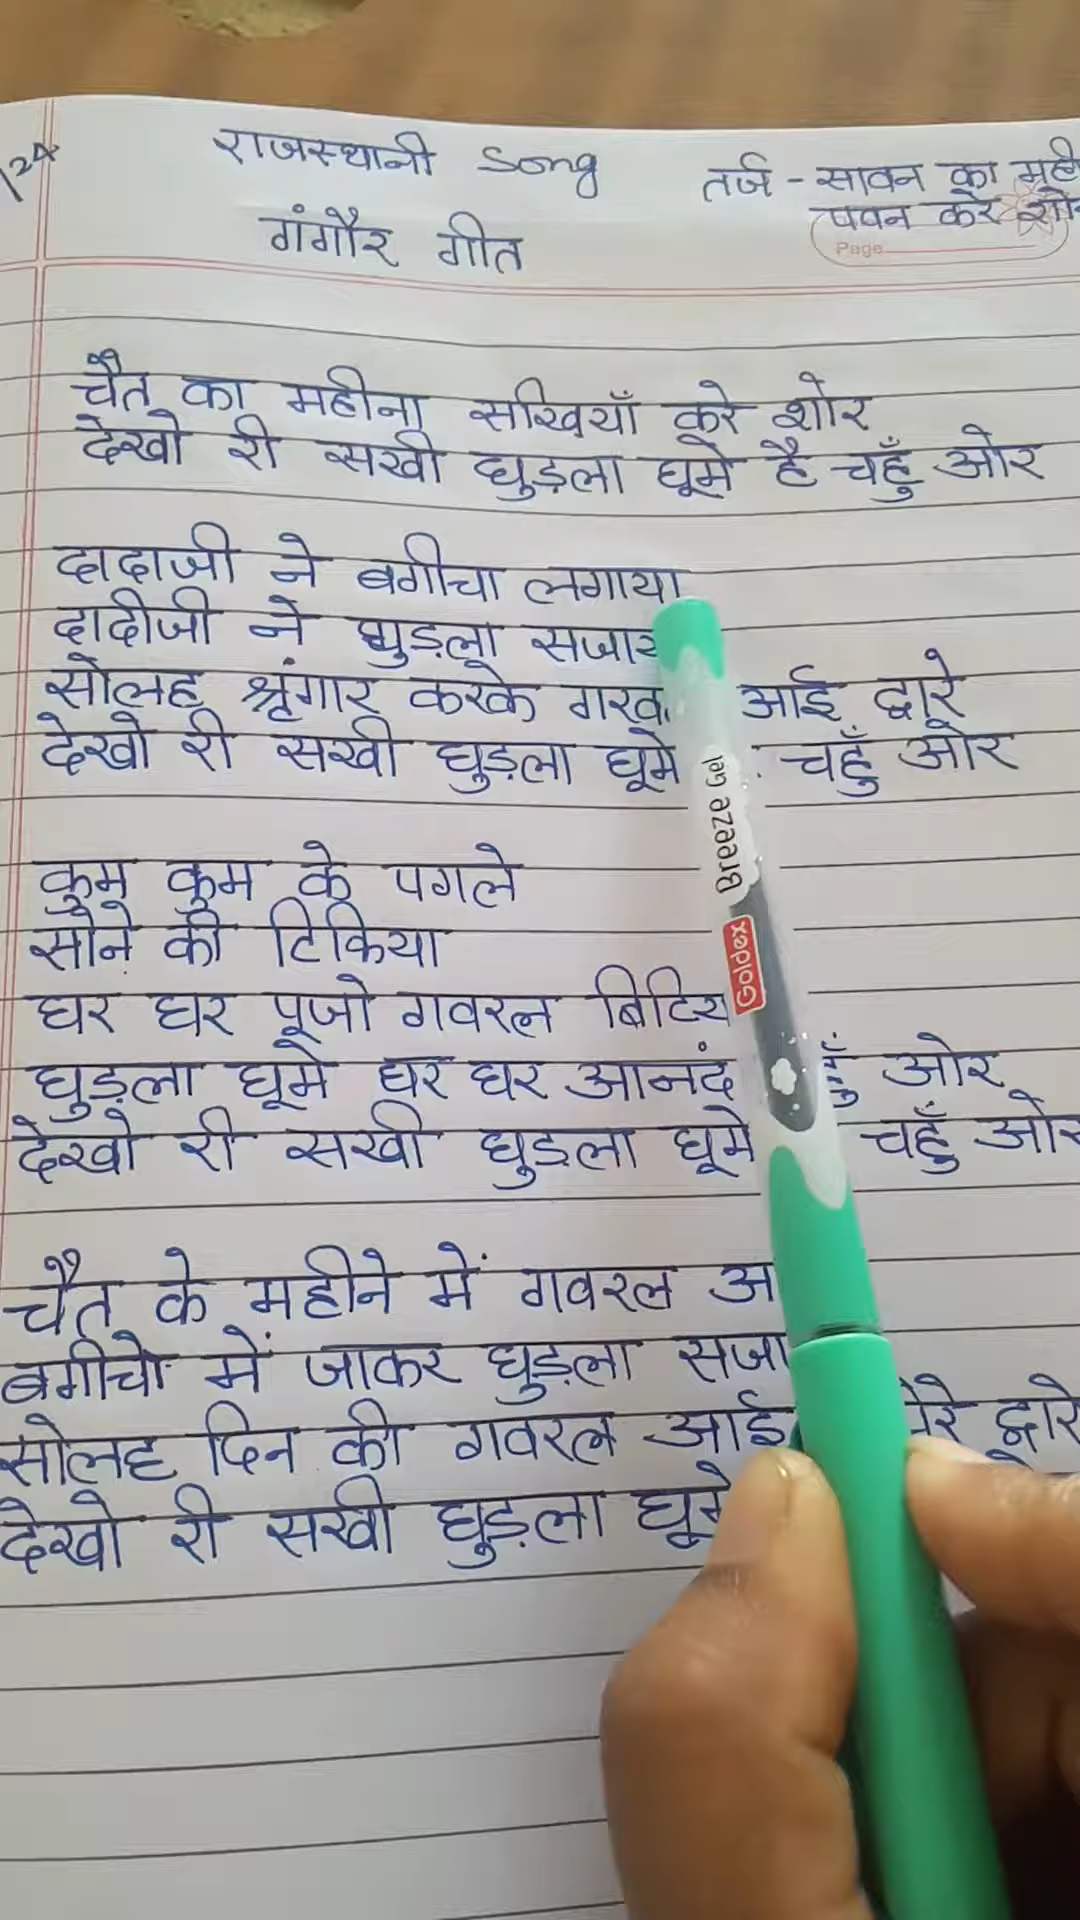 राजस्थानी song
तर्ज - सावन का
पवन करे
गंगौर गीत
Page
चैत का महीना सखियाँ करे शोर
देखो री सखी घुड़ला घूमे है चहुँ ओर
दादाजी ने बगीचा लगाया
दादीजी ने घुड़ला
सोलह श्रृंगार करके आई द्वारे
देखो री सखी घुड़ला घूमे चहुँ ओर
कुम कुम के पगले
सोने की टिकिया
घर घर पूजो गवरल
घुड़ला घूमे घर घर आनंद ओर
देखो री सखी घुड़ला घूमे चहुँ ओर
चैत के महीने में गवरल
बगीचो में जाकर घुड़ला
सोलह दिन की गवरल आई द्वारे
देखो री सखी घुड़ला
Goldex Breeze Gel